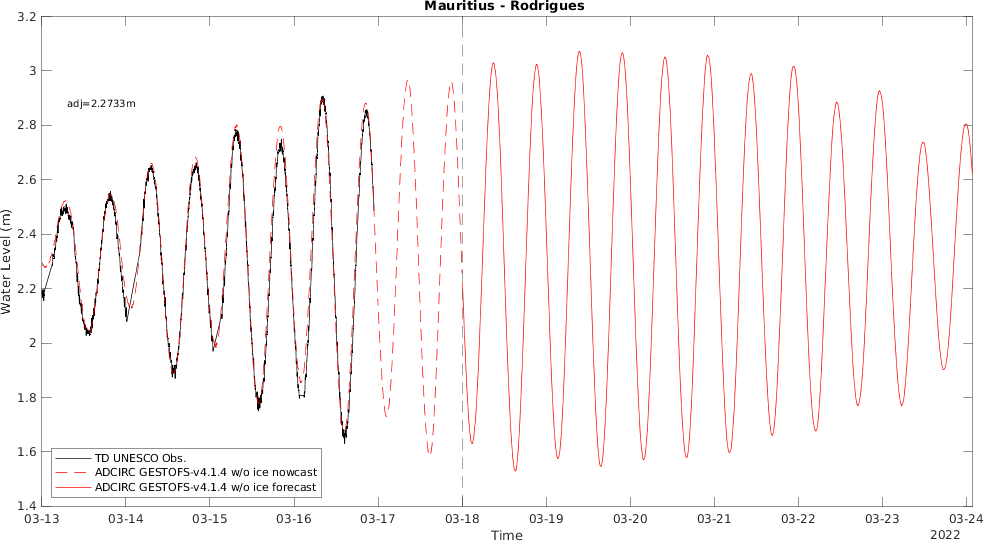 Mauritius - Rodrigues
3.2
3
2.8
2.6
2.4
2.2
2
1.8
1.6
1.4
Water Level (m)
adj=2.2733m
TD UNESCO Obs.
ADCIRC GESTOFS-v4.1.4 w/o ice nowcast
ADCIRC GESTOFS-v4.1.4 w/o ice forecast
03-13 03-14 03-15 03-16 03-17 03-18 03-19 03-20 03-21 03-22 03-23 03-24
Time
2022